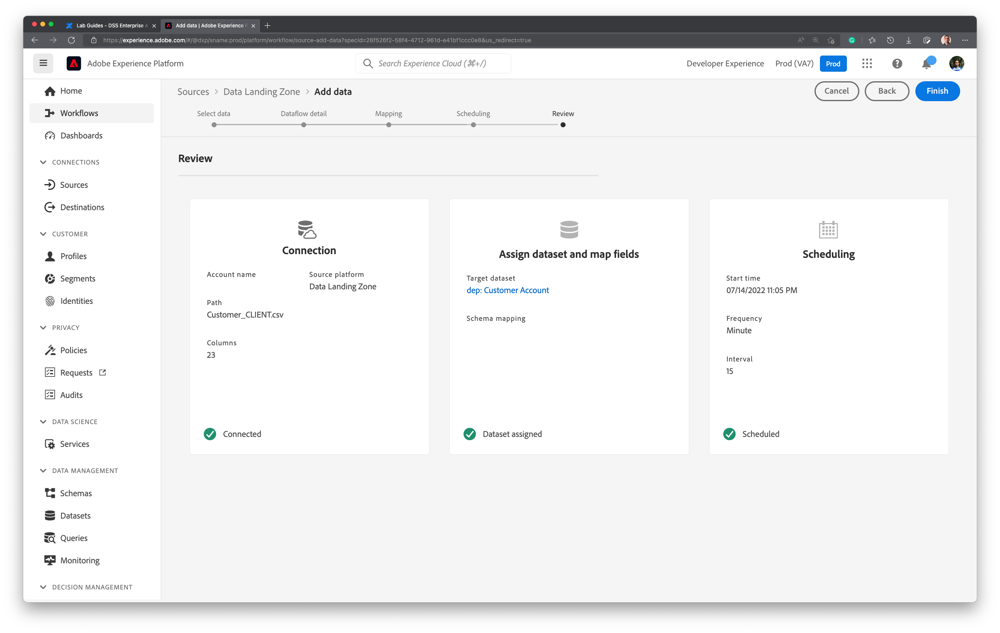 Lab Guides - DSS Enterprise A
Add data | Adobe Experience P
https://experience.adobe.com/#/@dxp/sname:prod/platform/workflow/source-add-data?specId=26f526f2-58f4-4712-961d-e41bf1ccc0e8&us_redirect=true
Adobe Experience Platform
Search Experience Cloud (⌘+/)
Developer Experience
Prod (VA7)
Prod
Home
Workflows
Dashboards
CONNECTIONS
Sources
Destinations
CUSTOMER
Profiles
Segments
Identities
PRIVACY
Policies
Requests
Audits
DATA SCIENCE
Services
DATA MANAGEMENT
Schemas
Datasets
Queries
Monitoring
DECISION MANAGEMENT
Sources > Data Landing Zone > Add data
Cancel
Back
Finish
Select data
Dataflow detail
Mapping
Scheduling
Review
Review
Connection
Account name
Source platform
Data Landing Zone
Path
Customer_CLIENT.csv
Columns
23
Connected
Assign dataset and map fields
Target dataset
dep: Customer Account
Schema mapping
Dataset assigned
Scheduling
Start time
07/14/2022 11:05 PM
Frequency
Minute
Interval
15
Scheduled